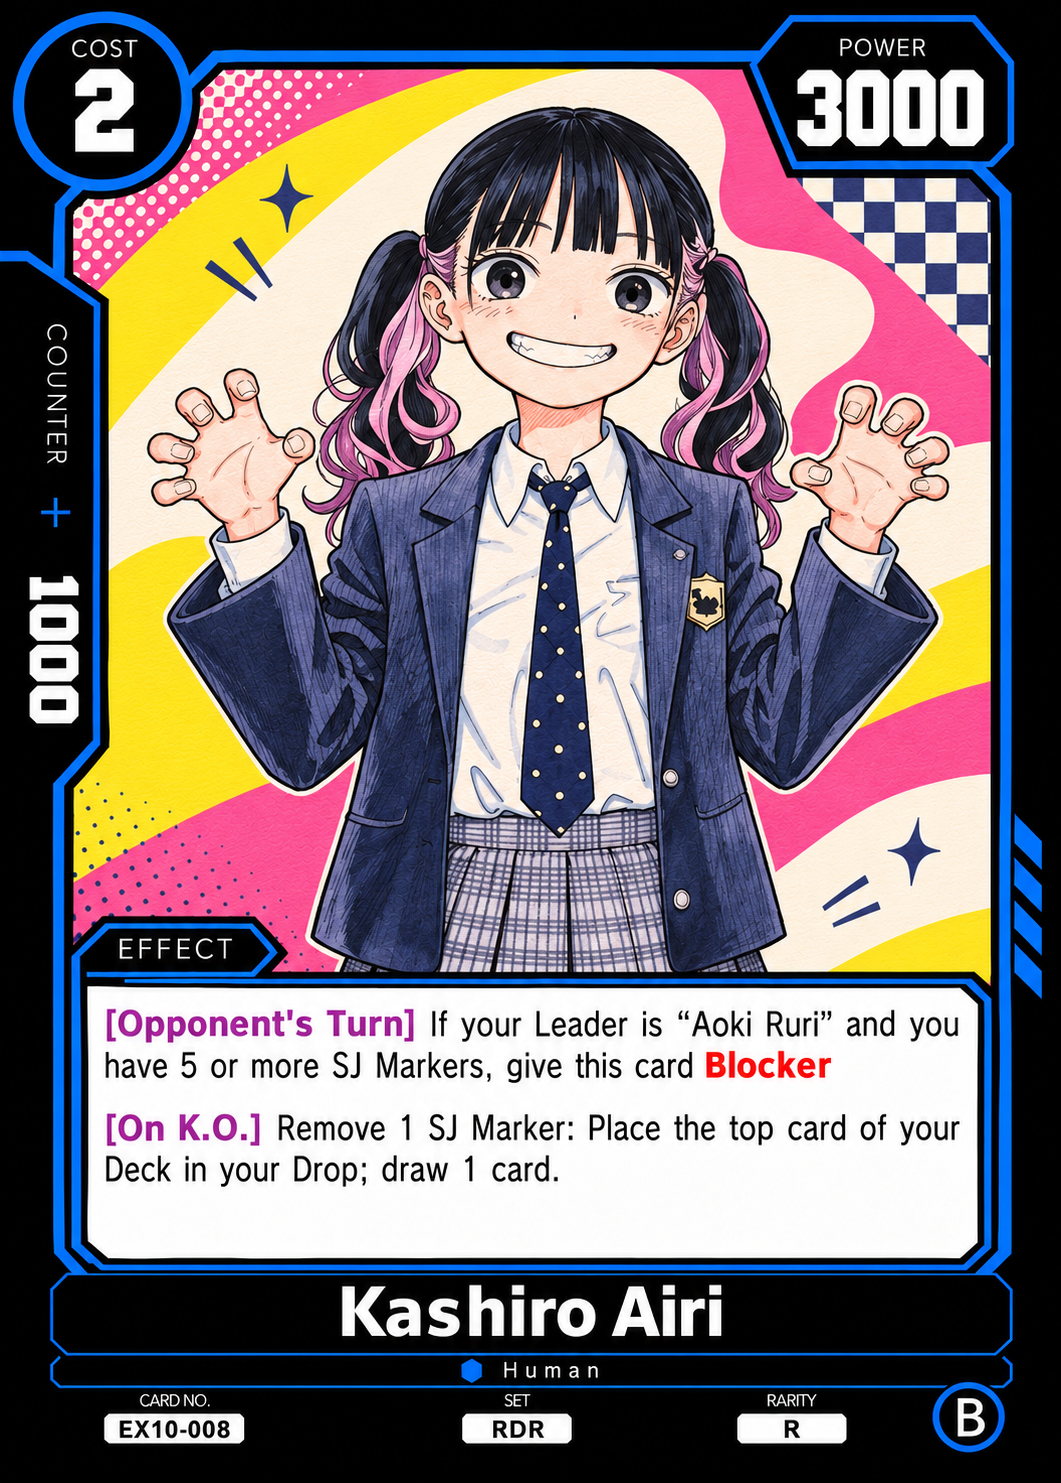 COST
2
POWER
3000
COUNTER
+
1000
EFFECT
[Opponent's Turn] If your Leader is “Aoki Ruri” and you
have 5 or more SJ Markers, give this card Blocker
[On K.O.] Remove 1 SJ Marker: Place the top card of your
Deck in your Drop; draw 1 card.
Kashiro Airi
Human
CARD NO.
EX10-008
SET
RDR
RARITY
R
B